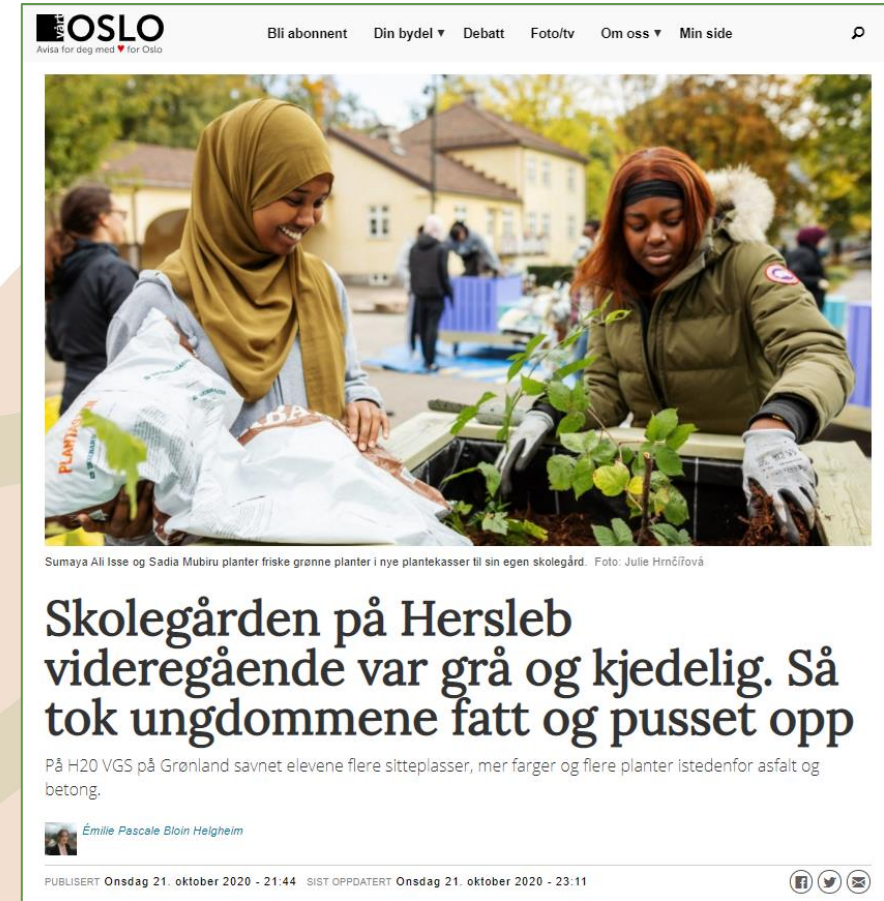 vårt OSLO
Avisa for deg med ♥ for Oslo
Bli abonnent Din bydel ▾ Debatt Foto/tv Om oss ▾ Min side
PLANTASJEN
Sumaya Ali Isse og Sadia Mubiru planter friske grønne planter i nye plantekasser til sin egen skolegård. Foto: Julie Hrnčířová
Skolegården på Hersleb
videregående var grå og kjedelig. Så
tok ungdommene fatt og pusset opp
På H20 VGS på Grønland savnet elevene flere sitteplasser, mer farger og flere planter istedenfor asfalt og
betong.
Émilie Pascale Bloin Helgheim
PUBLISERT Onsdag 21. oktober 2020 - 21:44 SIST OPPDATERT Onsdag 21. oktober 2020 - 23:11